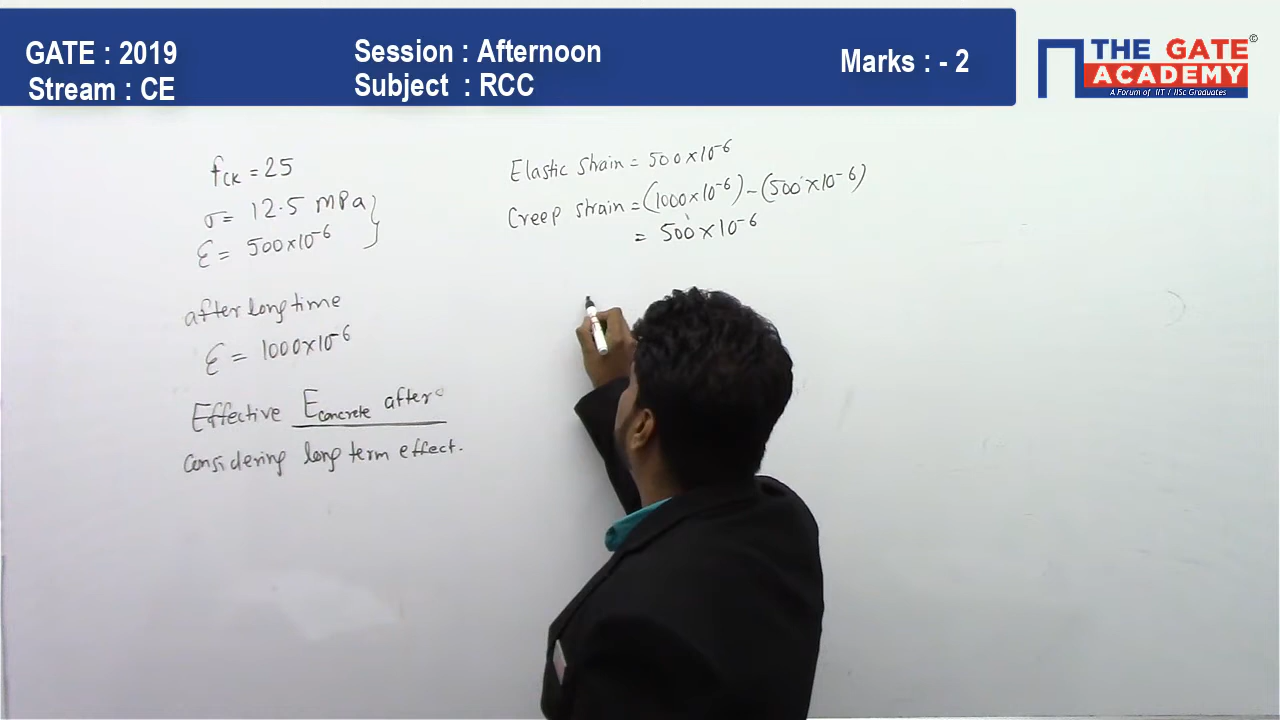 GATE : 2019
Stream : CE
Session : Afternoon
Subject : RCC
Marks : - 2
THE GATE ACADEMY ©
A Forum of IIT / IISc Graduates
fCK = 25
σ = 12.5 MPa
ε = 500×10⁻⁶
after long time
ε = 1000×10⁻⁶
Effective Econcrete after
considering long term effect.
Elastic strain = 500×10⁻⁶
Creep strain = (1000×10⁻⁶) − (500×10⁻⁶)
= 500×10⁻⁶